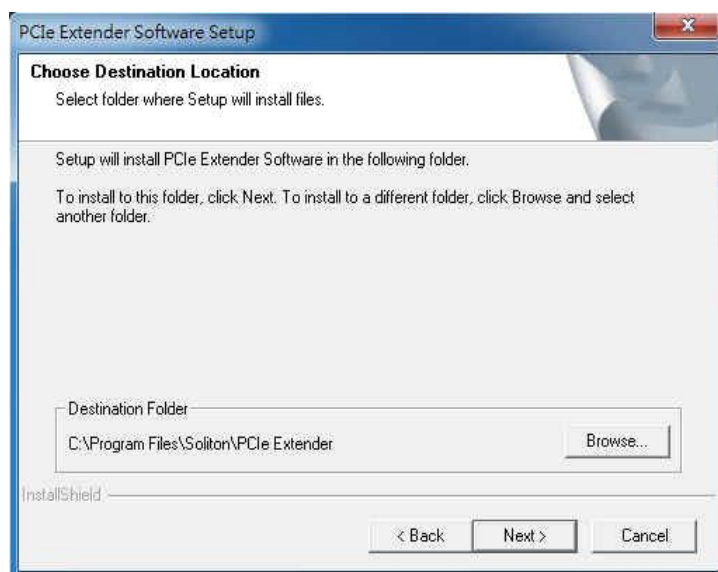 PCIe Extender Software Setup
Choose Destination Location
Select folder where Setup will install files.
Setup will install PCIe Extender Software in the following folder.
To install to this folder, click Next. To install to a different folder, click Browse and select
another folder.
Destination Folder
C:\Program Files\Soliton\PCIe Extender
Browse...
InstallShield
< Back
Next >
Cancel